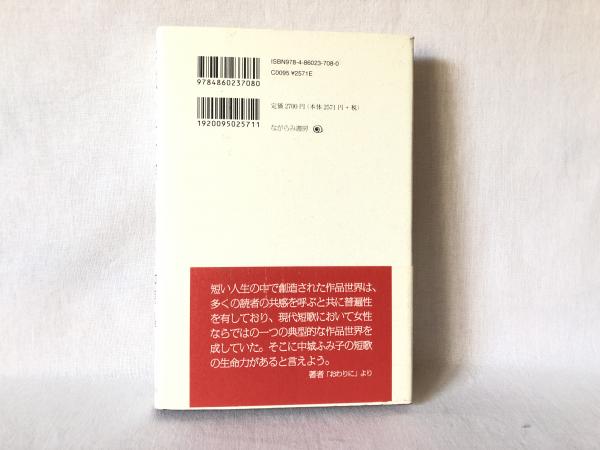 ISBN978-4-86023-708-0
C0095 ¥2571E
9784860237080
定価 2700円(本体 2571円+税)
ながらみ書房
1920095025711
短い人生の中で創造された作品世界は、
多くの読者の共感を呼ぶと共に普遍性
を有しており、現代短歌において女性
ならではの一つの典型的な作品世界を
成していた。そこに中城ふみ子の短歌
の生命力があると言えよう。
著者「おわりに」より